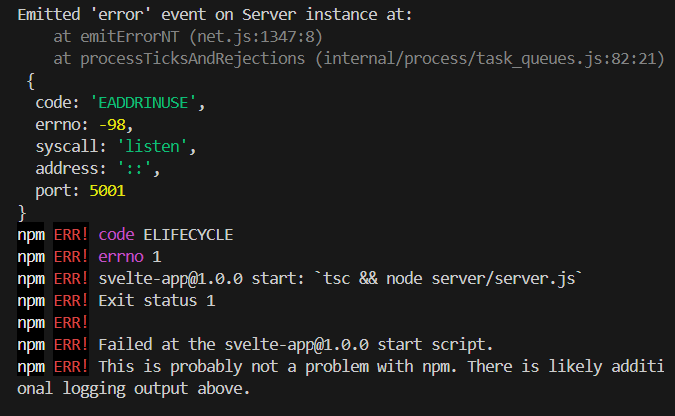 Emitted 'error' event on Server instance at:
    at emitErrorNT (net.js:1347:8)
    at processTicksAndRejections (internal/process/task_queues.js:82:21)
 {
  code: 'EADDRINUSE',
  errno: -98,
  syscall: 'listen',
  address: '::',
  port: 5001
}
npm ERR! code ELIFECYCLE
npm ERR! errno 1
npm ERR! svelte-app@1.0.0 start: `tsc && node server/server.js`
npm ERR! Exit status 1
npm ERR!
npm ERR! Failed at the svelte-app@1.0.0 start script.
npm ERR! This is probably not a problem with npm. There is likely additi
onal logging output above.